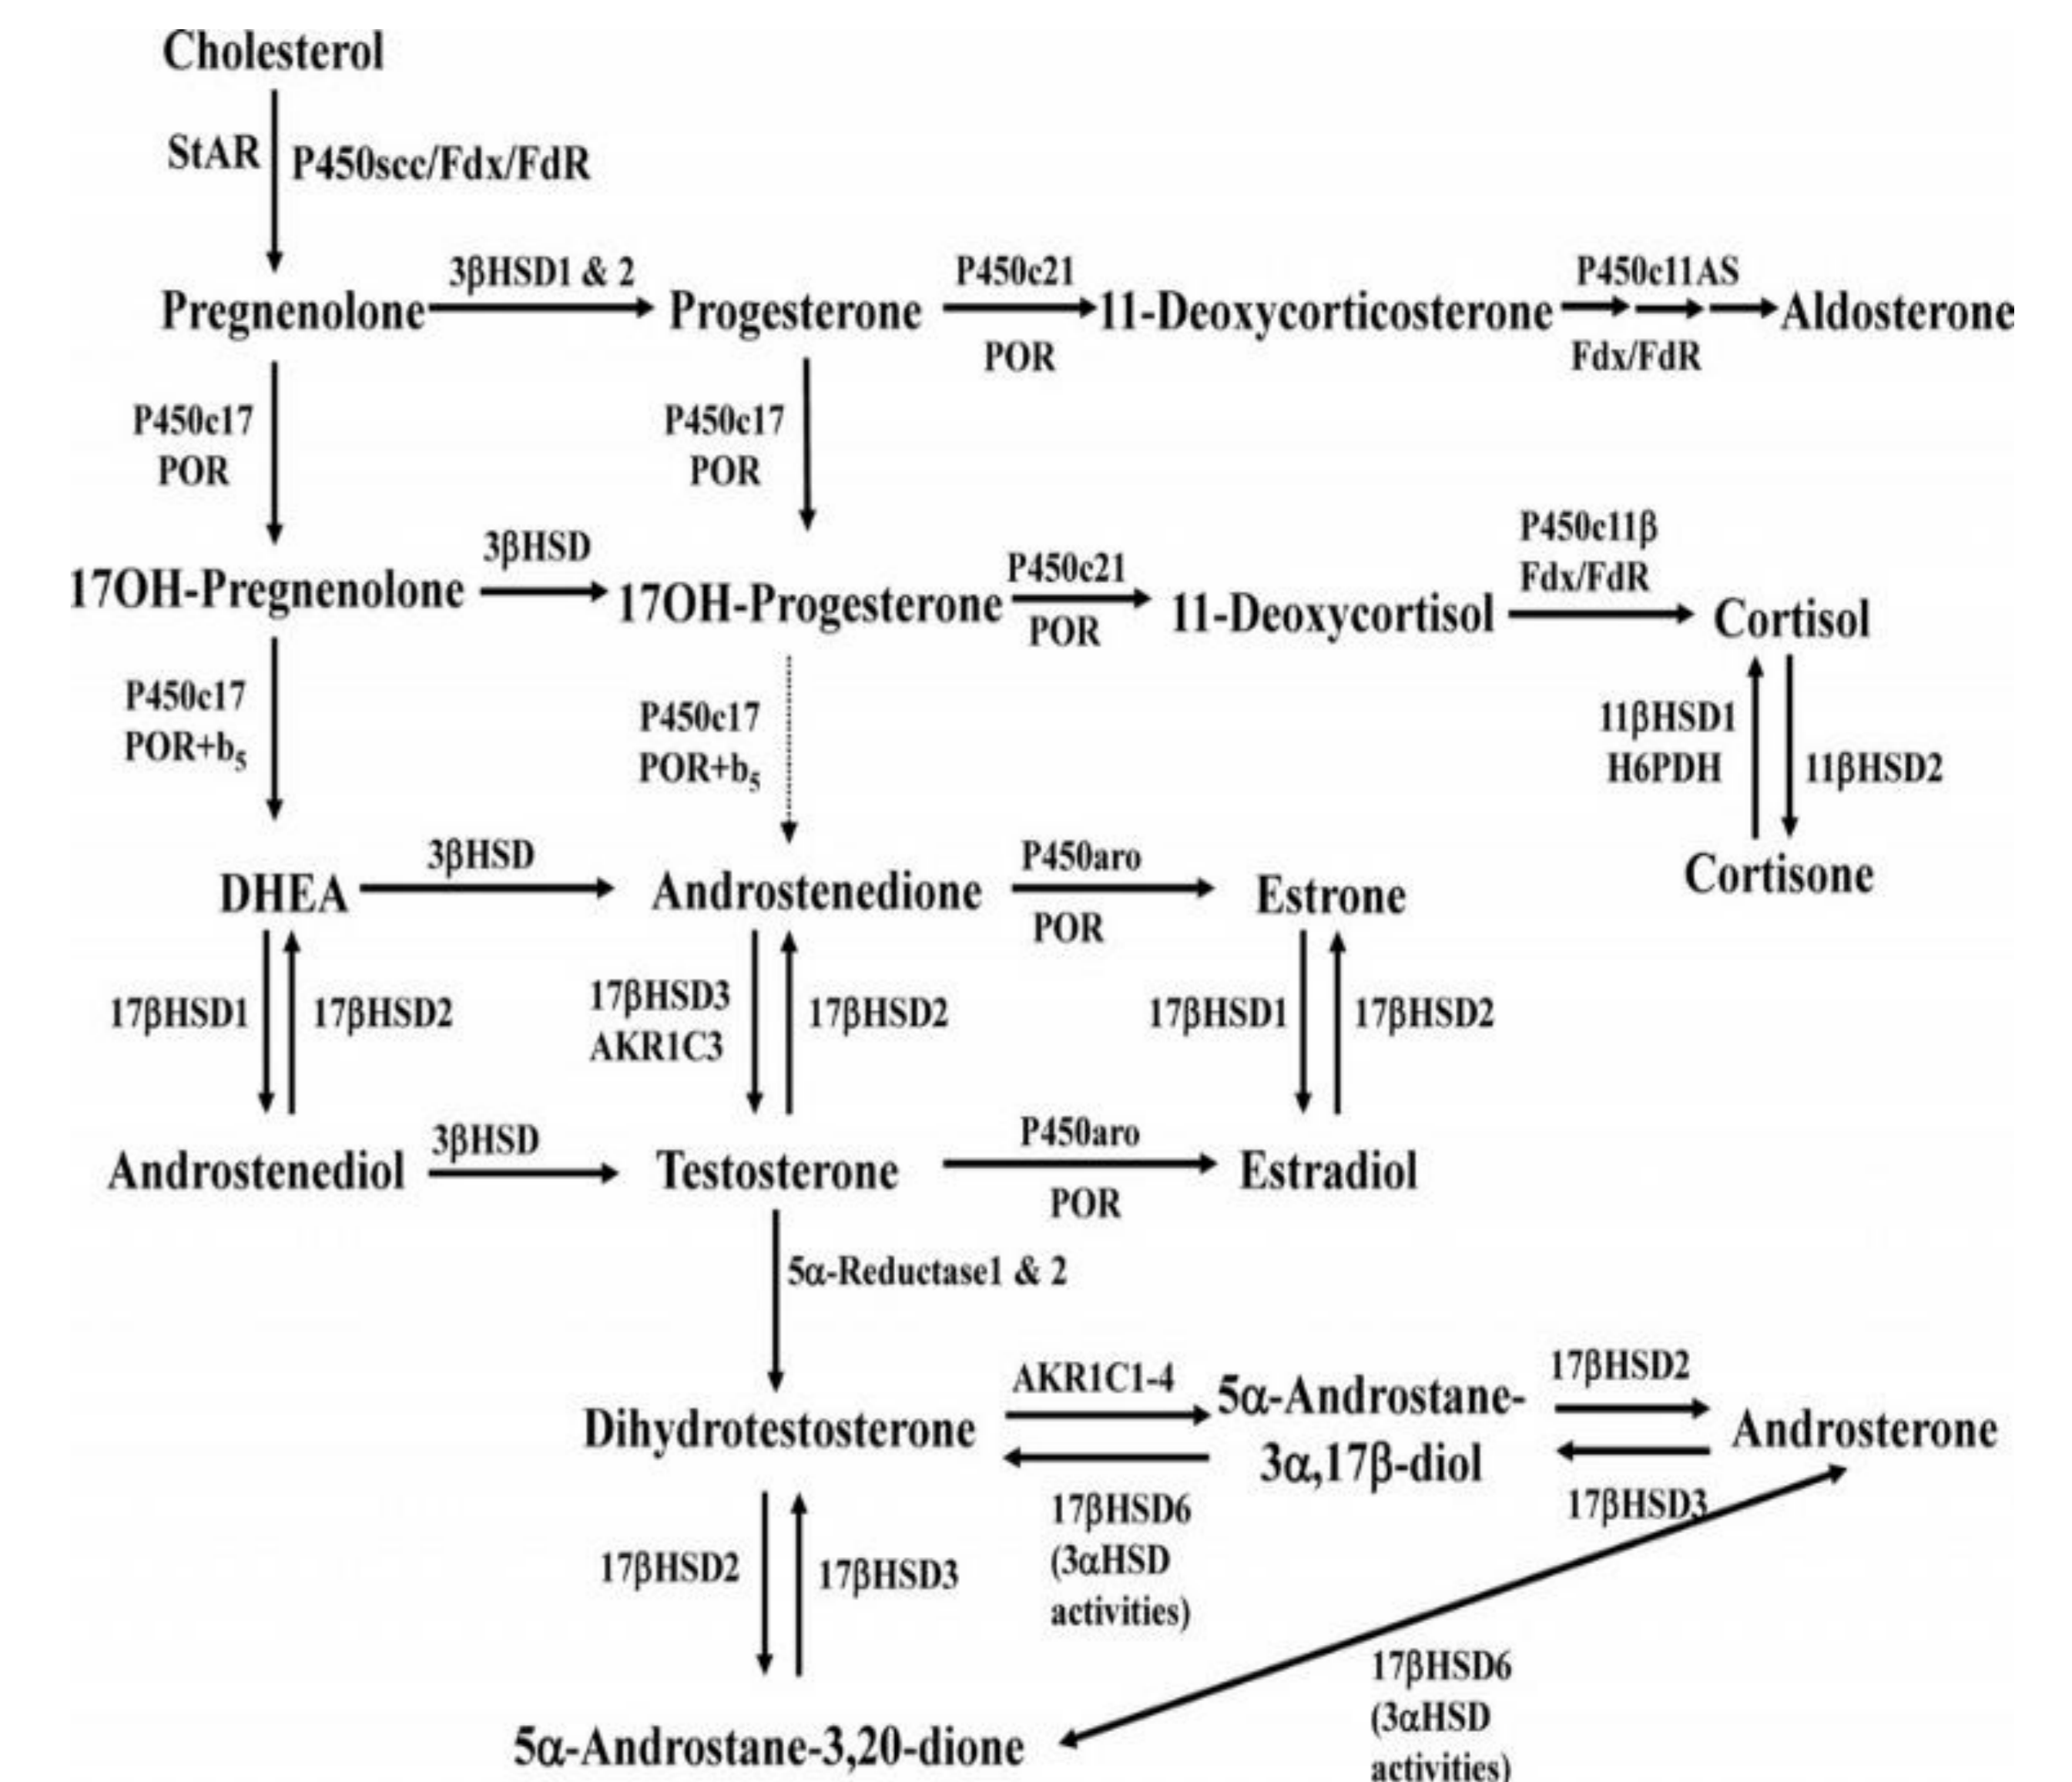 Cholesterol
StAR
P450scc/Fdx/FdR
3βHSD1 & 2
P450c21
P450c11AS
Pregnenolone
Progesterone
11-Deoxycorticosterone
Aldosterone
POR
Fdx/FdR
P450c17
POR
P450c17
POR
3βHSD
P450c21
P450c11β
Fdx/FdR
17OH-Pregnenolone
17OH-Progesterone
11-Deoxycortisol
Cortisol
POR
P450c17
POR+b5
P450c17
POR+b5
11βHSD1
H6PDH
11βHSD2
3βHSD
P450aro
Cortisone
DHEA
Androstenedione
Estrone
POR
17βHSD1
17βHSD2
17βHSD3
AKR1C3
17βHSD2
17βHSD1
17βHSD2
3βHSD
P450aro
Androstenediol
Testosterone
Estradiol
POR
5α-Reductase1 & 2
AKR1C1-4
17βHSD2
Dihydrotestosterone
5α-Androstane-
3α,17β-diol
Androsterone
17βHSD6
(3αHSD
activities)
17βHSD3
17βHSD2
17βHSD3
17βHSD6
(3αHSD
activities)
5α-Androstane-3,20-dione